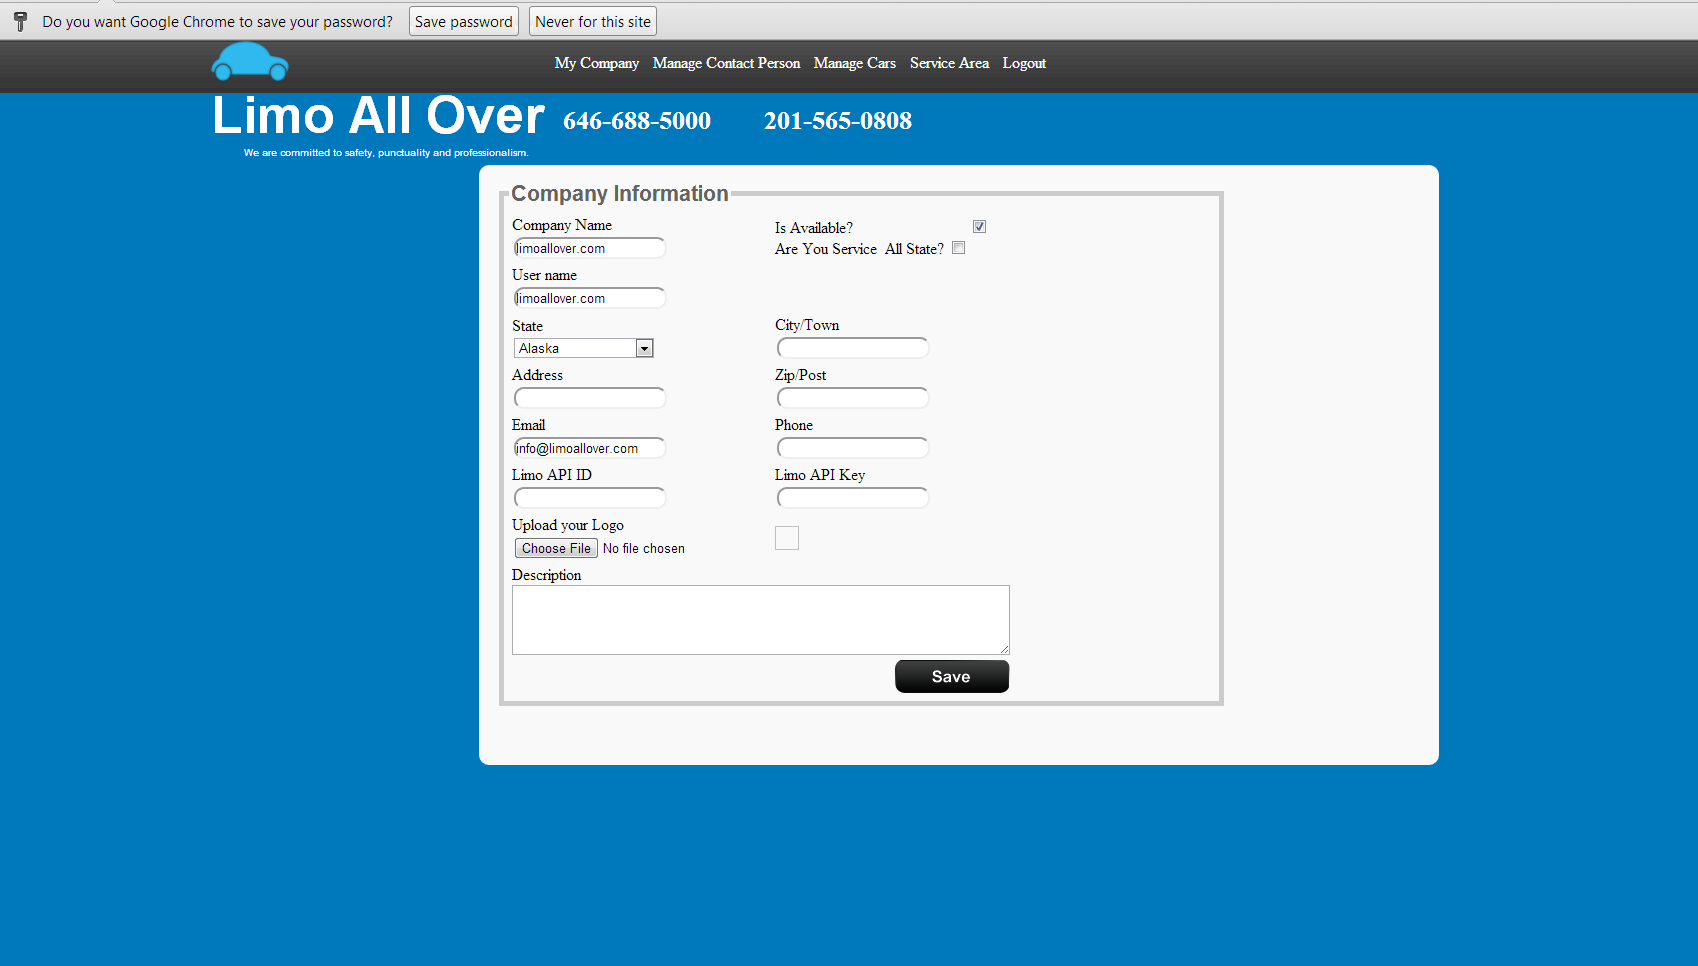 Do you want Google Chrome to save your password? Save password Never for this site
My Company Manage Contact Person Manage Cars Service Area Logout
Limo All Over 646-688-5000 201-565-0808
We are committed to safety, punctuality and professionalism.
Company Information
Company Name
limoallover.com
Is Available?
Are You Service All State?
User name
limoallover.com
State City/Town
Alaska
Address Zip/Post
Email Phone
info@limoallover.com
Limo API ID Limo API Key
Upload your Logo
Choose File No file chosen
Description
Save